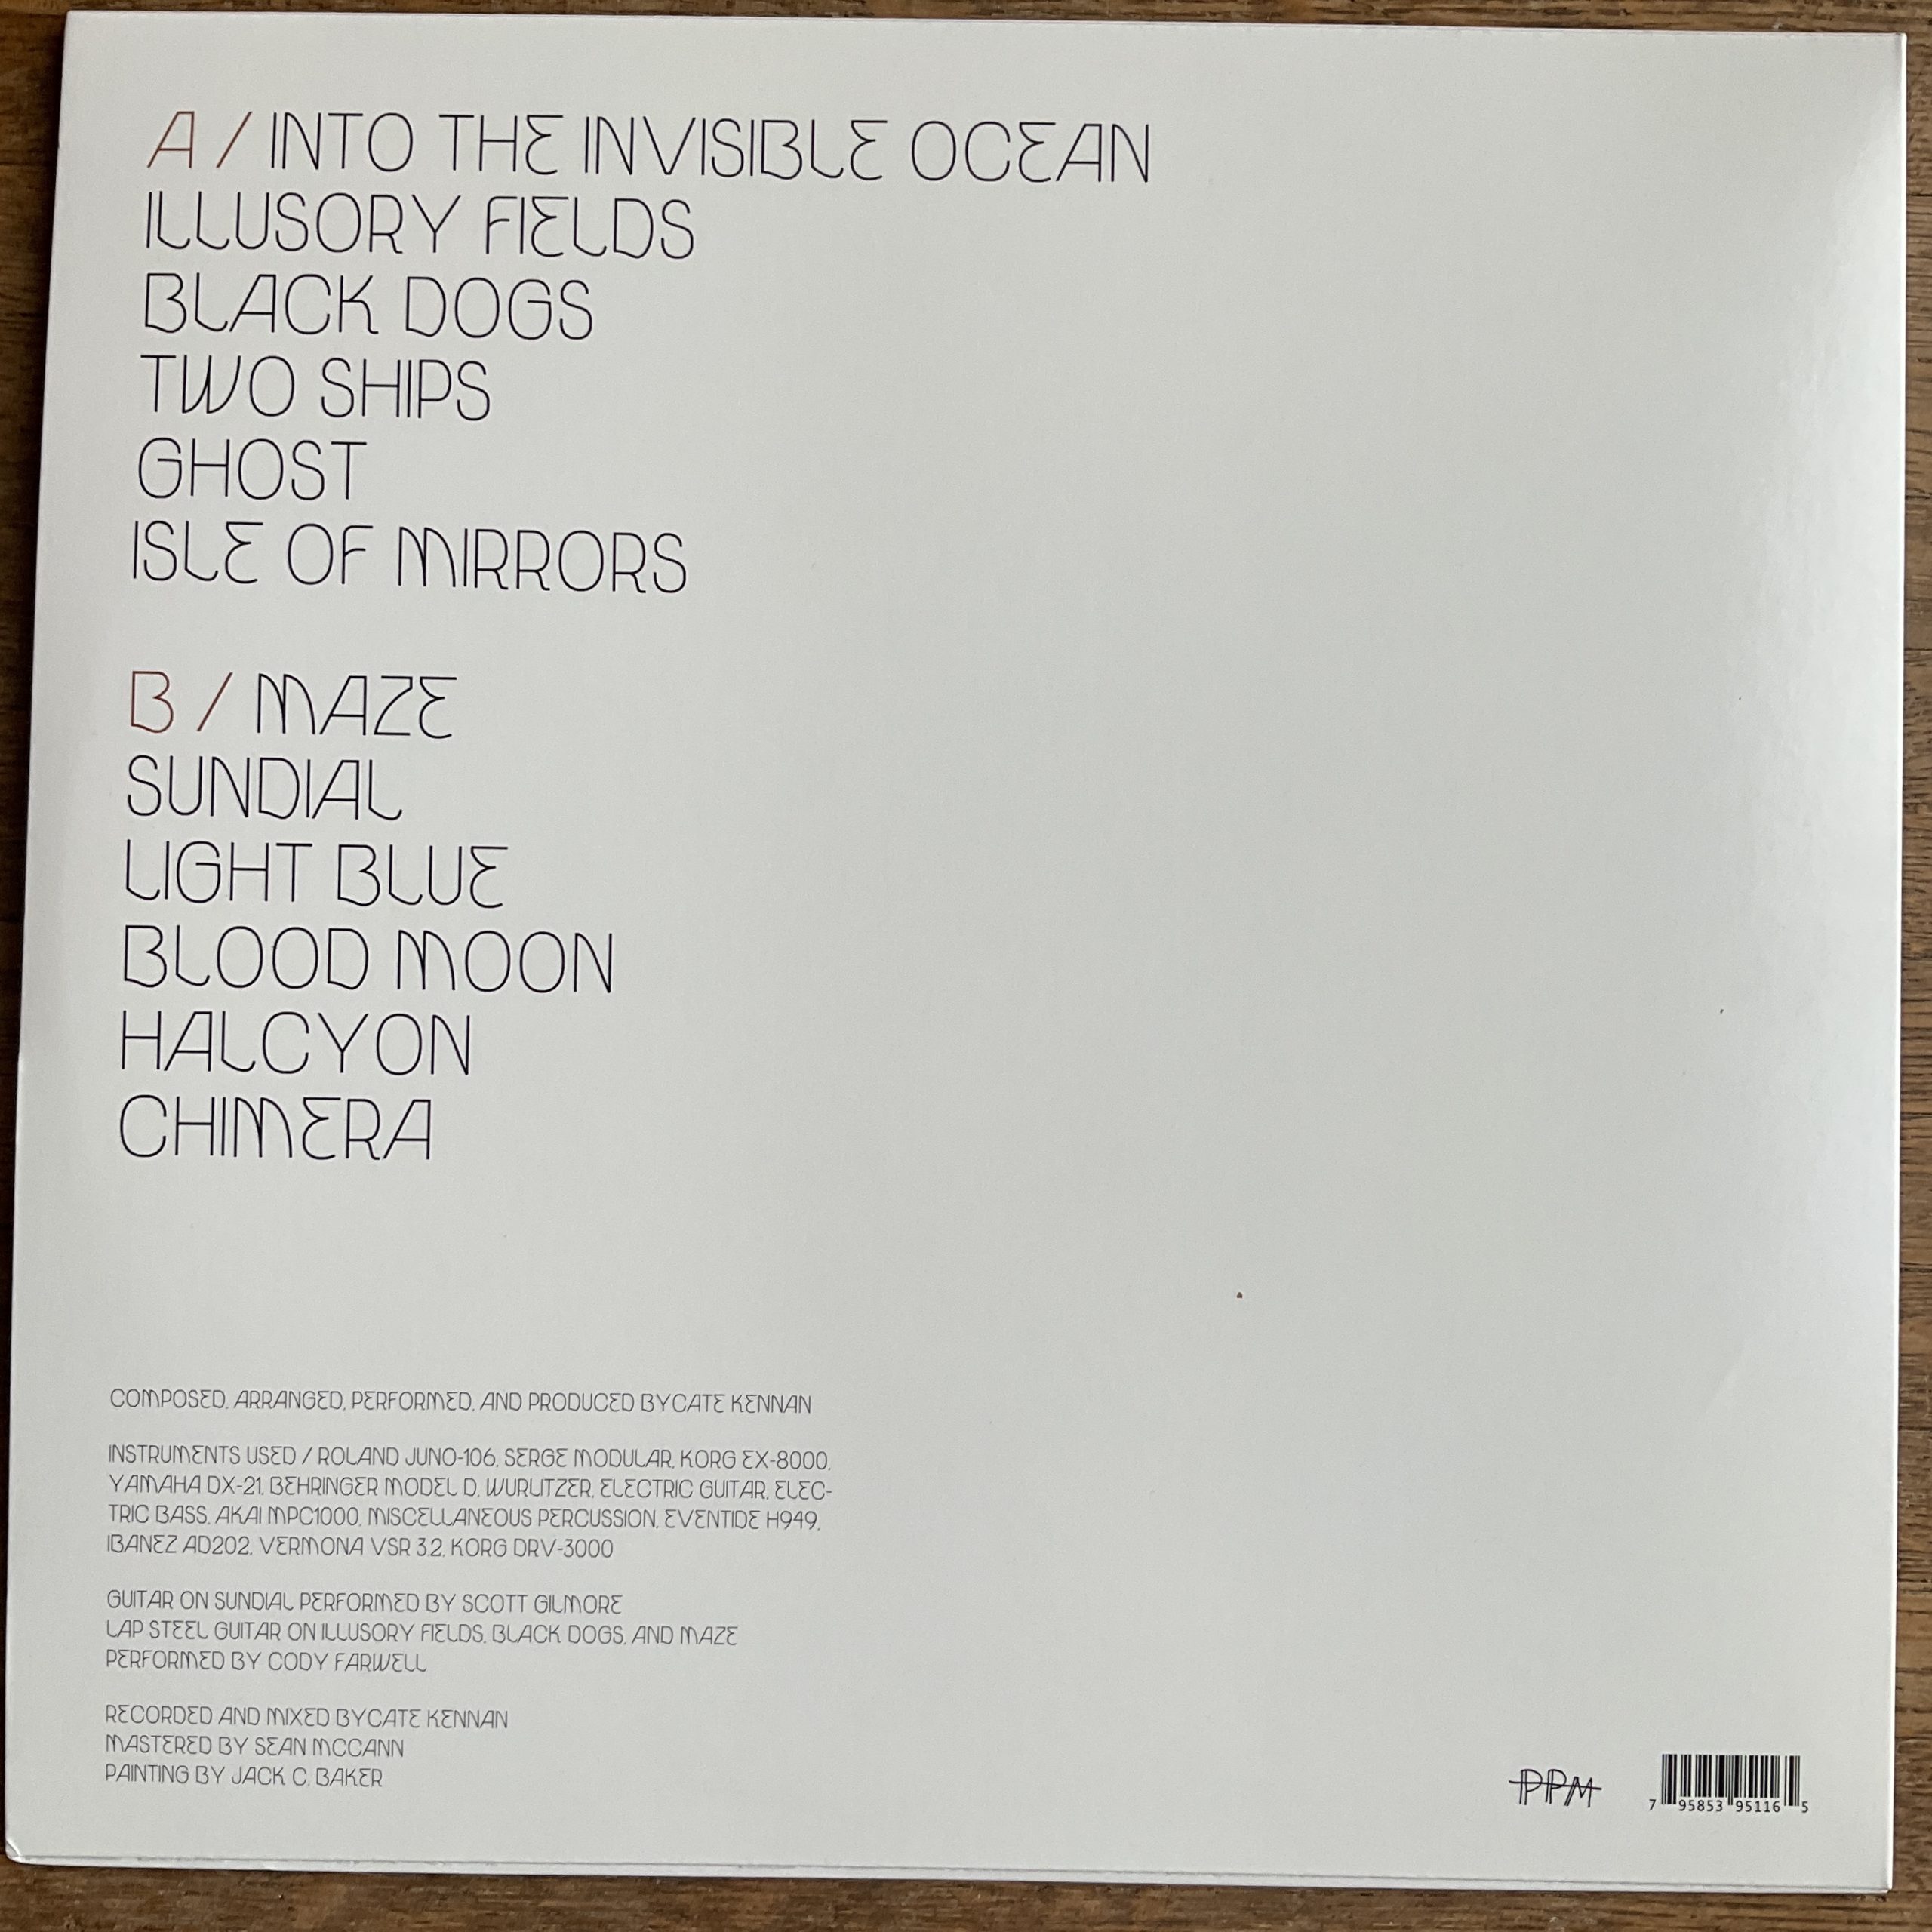 A / INTO THE INVISIBLE OCEAN
ILLUSORY FIELDS
BLACK DOGS
TWO SHIPS
GHOST
ISLE OF MIRRORS
B / MAZE
SUNDIAL
LIGHT BLUE
BLOOD MOON
HALCYON
CHIMERA
COMPOSED, ARRANGED, PERFORMED, AND PRODUCED BY CATE KENNAN
INSTRUMENTS USED / ROLAND JUNO-106, SERGE MODULAR, KORG EX-8000,
YAMAHA DX-21, BEHRINGER MODEL D, WURLITZER, ELECTRIC GUITAR, ELEC-
TRIC BASS, AKAI MPC1000, MISCELLANEOUS PERCUSSION, EVENTIDE H949,
IBANEZ AD202, VERMONA VSR 3.2, KORG DRV-3000
GUITAR ON SUNDIAL PERFORMED BY SCOTT GILMORE
LAP STEEL GUITAR ON ILLUSORY FIELDS, BLACK DOGS, AND MAZE
PERFORMED BY CODY FARWELL
RECORDED AND MIXED BY CATE KENNAN
MASTERED BY SEAN MCCANN
PAINTING BY JACK C. BAKER
PPM
7 95853 95116 5